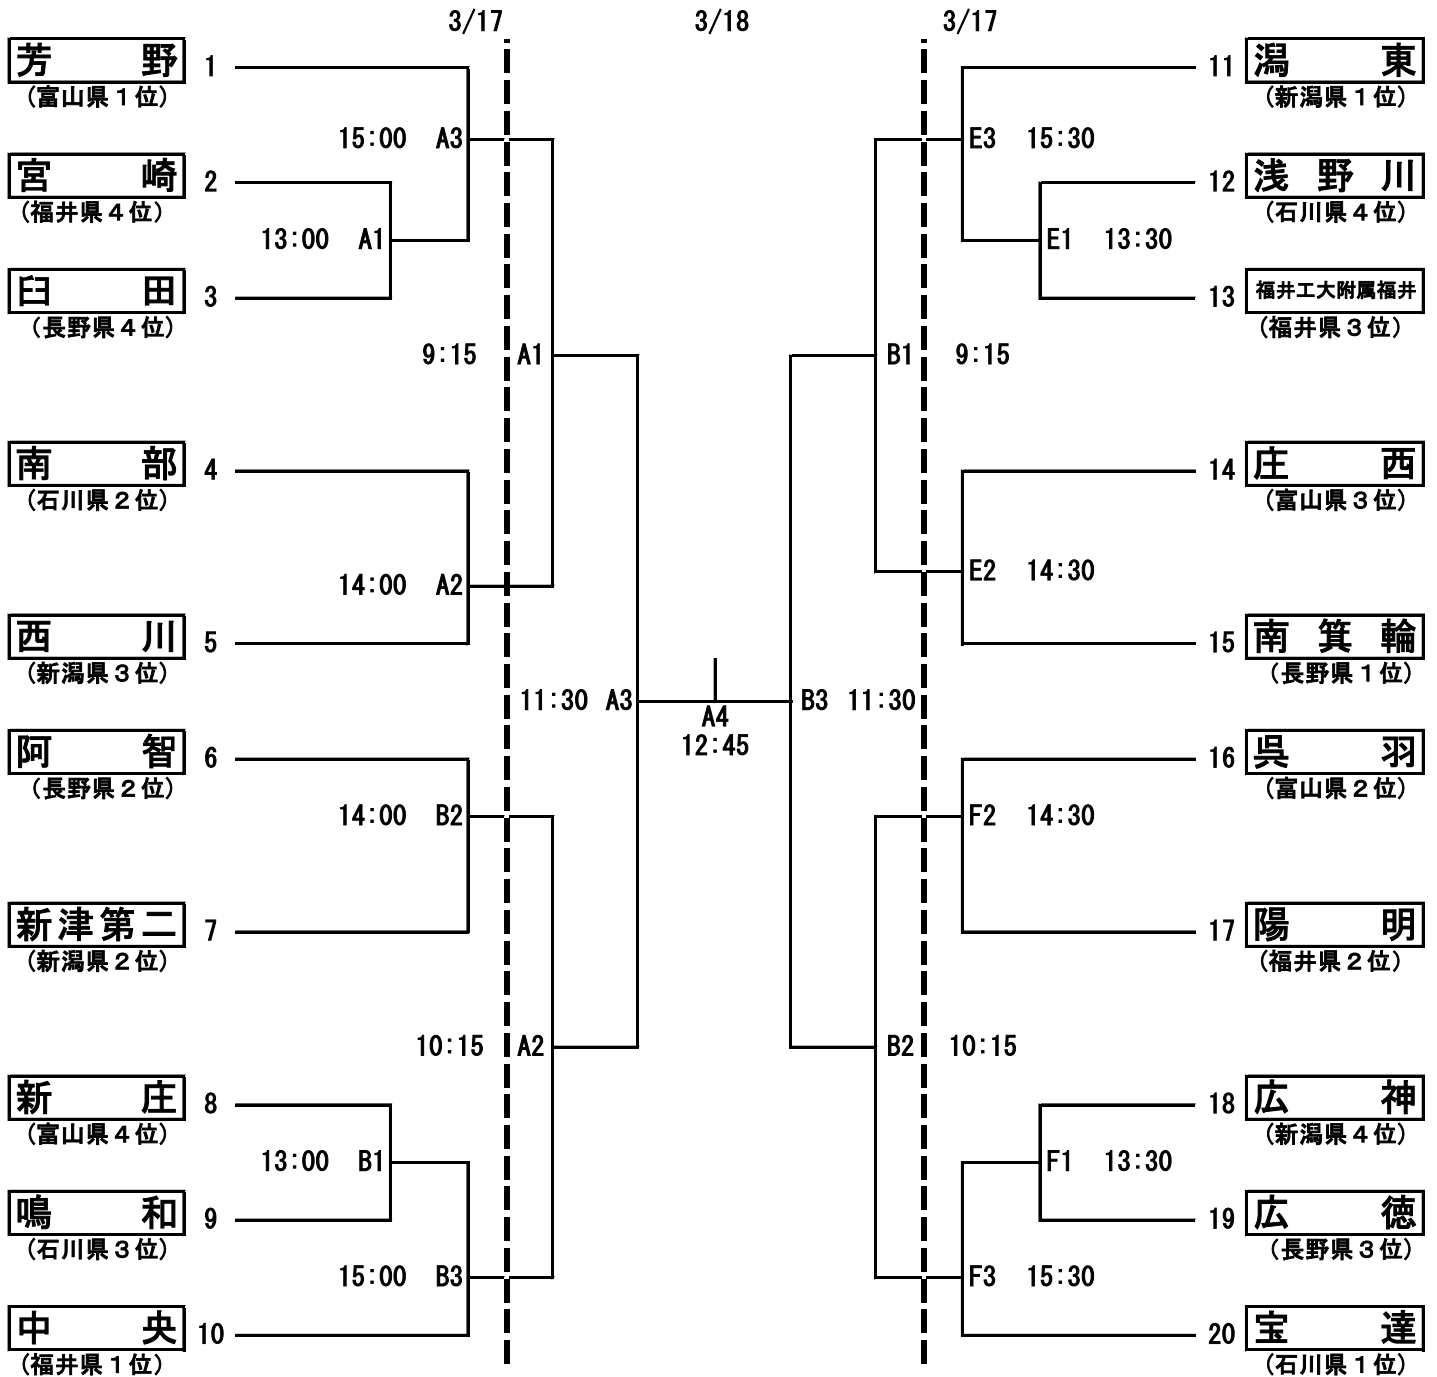 3/17 3/18 3/17
芳野 1
(富山県1位)
15:00 A3
宮崎 2
(福井県4位)
13:00 A1
臼田 3
(長野県4位)
9:15 A1
南部 4
(石川県2位)
14:00 A2
西川 5
(新潟県3位)
11:30 A3
阿智 6
(長野県2位)
14:00 B2
新津第二 7
(新潟県2位)
10:15 A2
新庄 8
(富山県4位)
13:00 B1
鳴和 9
(石川県3位)
15:00 B3
中央 10
(福井県1位)
A4
12:45
11 潟東
(新潟県1位)
E3 15:30
12 浅野川
(石川県4位)
E1 13:30
13 福井工大附属福井
(福井県3位)
B1 9:15
14 庄西
(富山県3位)
E2 14:30
15 南箕輪
(長野県1位)
B3 11:30
16 呉羽
(富山県2位)
F2 14:30
17 陽明
(福井県2位)
B2 10:15
18 広神
(新潟県4位)
F1 13:30
19 広徳
(長野県3位)
F3 15:30
20 宝達
(石川県1位)